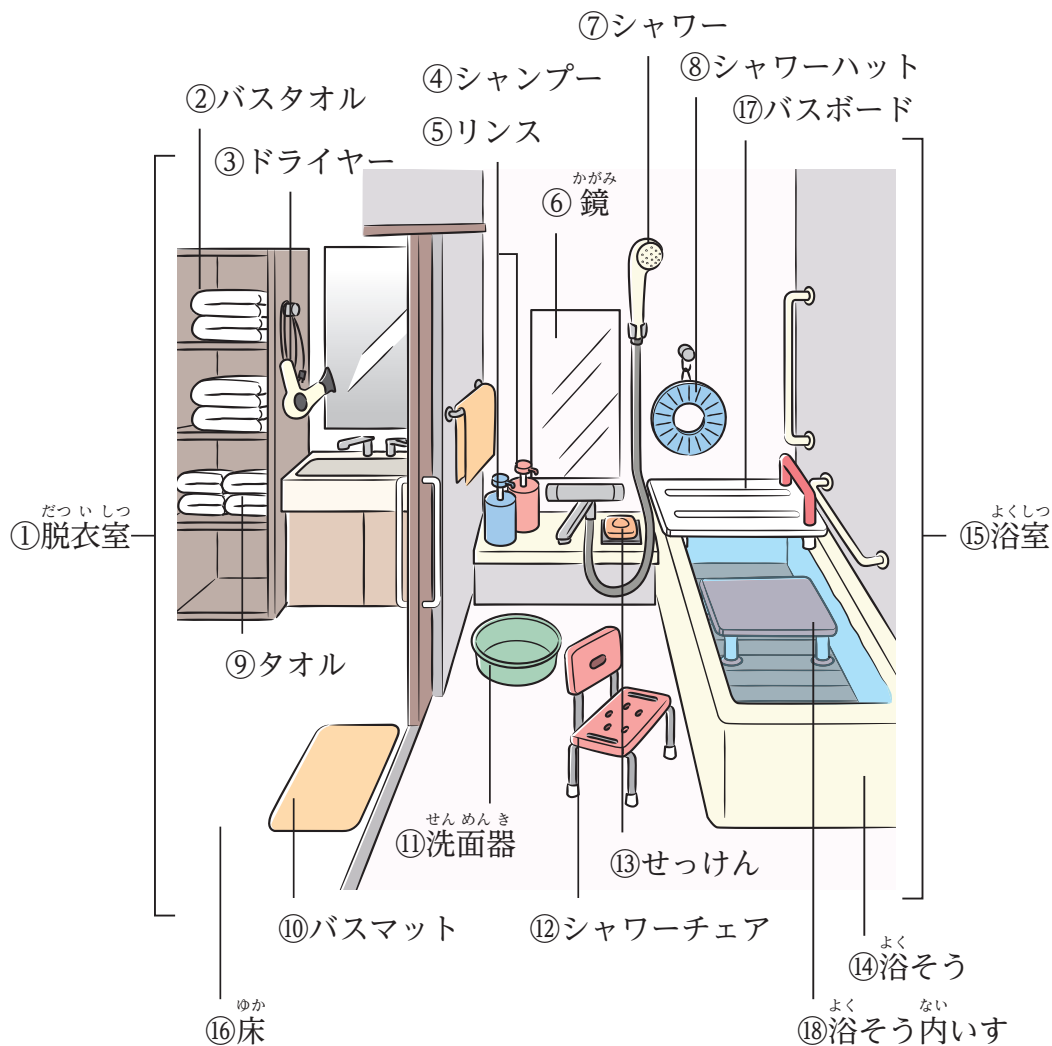 ⑦シャワー
④シャンプー
⑧シャワーハット
②バスタオル
⑰バスボード
⑤リンス
③ドライヤー
かがみ
⑥鏡
だついしつ
①脱衣室
よくしつ
⑮浴室
⑨タオル
せんめんき
⑪洗面器
⑬せっけん
⑩バスマット
⑫シャワーチェア
よく
⑭浴そう
ゆか
⑯床
よく ない
⑱浴そう内いす